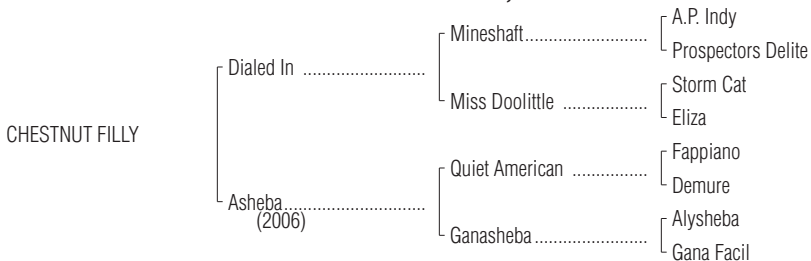 A.P. Indy
Mineshaft
Prospectors Delite
Dialed In
Storm Cat
Miss Doolittle
Eliza
CHESTNUT FILLY
Fappiano
Quiet American
Demure
Asheba
(2006)
Alysheba
Ganasheba
Gana Facil